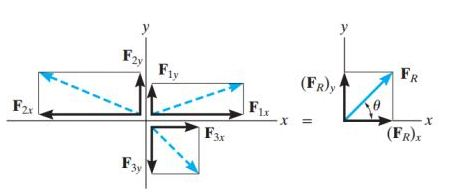 y
F2y
F1y
F2x
F1x
x
F3x
F3y
=
y
(FR)y
FR
θ
(FR)x
x